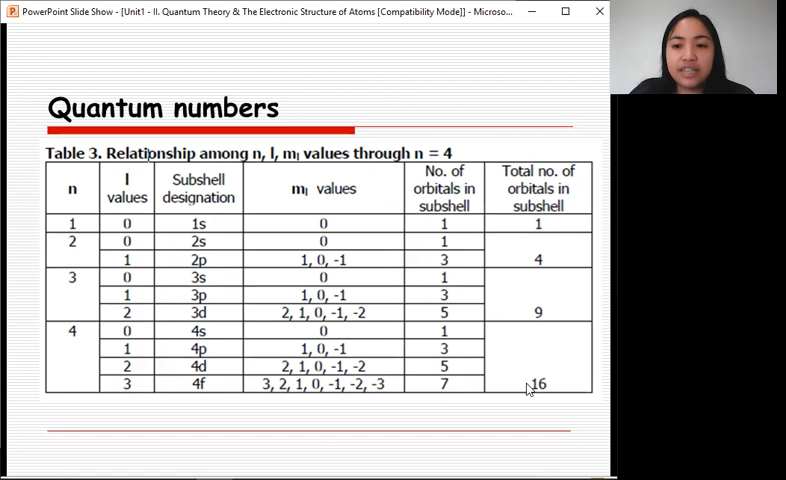 PowerPoint Slide Show - [Unit1 - II. Quantum Theory & The Electronic Structure of Atoms [Compatibility Mode]] - Microso...
Quantum numbers
Table 3. Relationship among n, l, mₗ values through n = 4
n l values Subshell designation mₗ values No. of orbitals in subshell Total no. of orbitals in subshell
1 0 1s 0 1 1
2 0 2s 0 1
1 2p 1, 0, -1 3 4
3 0 3s 0 1
1 3p 1, 0, -1 3
2 3d 2, 1, 0, -1, -2 5 9
4 0 4s 0 1
1 4p 1, 0, -1 3
2 4d 2, 1, 0, -1, -2 5
3 4f 3, 2, 1, 0, -1, -2, -3 7 16